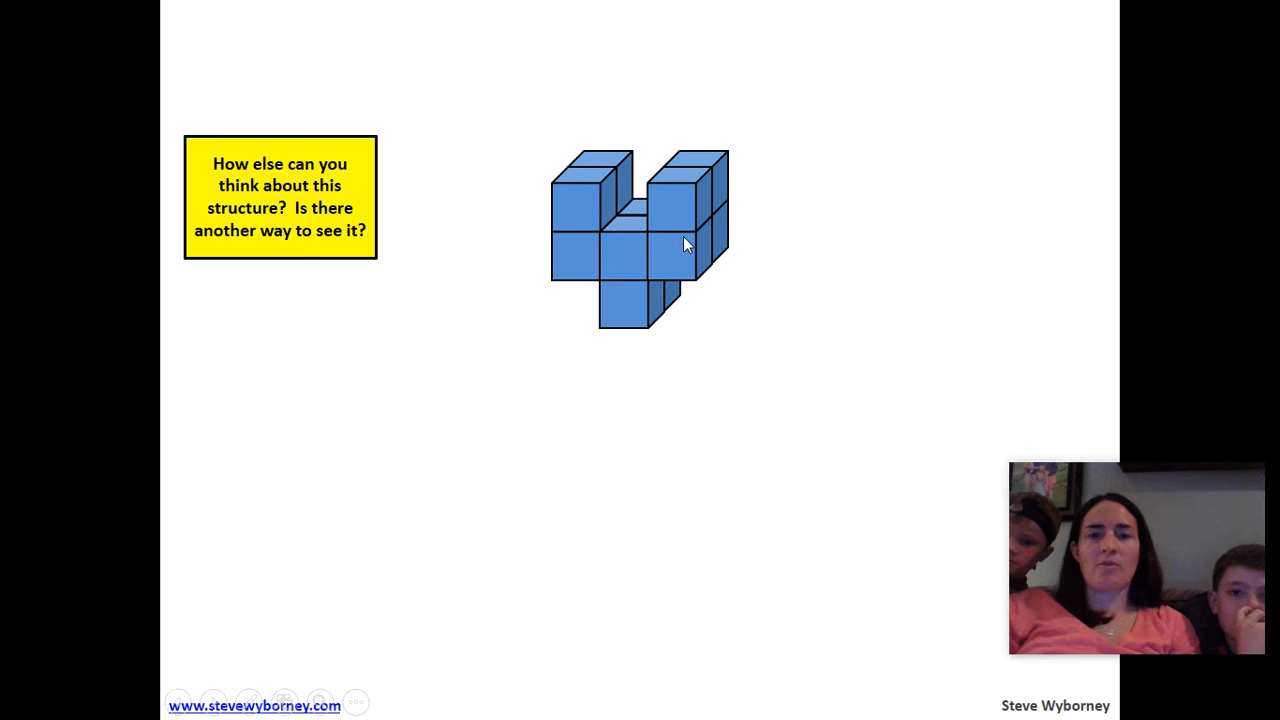 How else can you
think about this
structure? Is there
another way to see it?
www.stevewyborney.com
Steve Wyborney